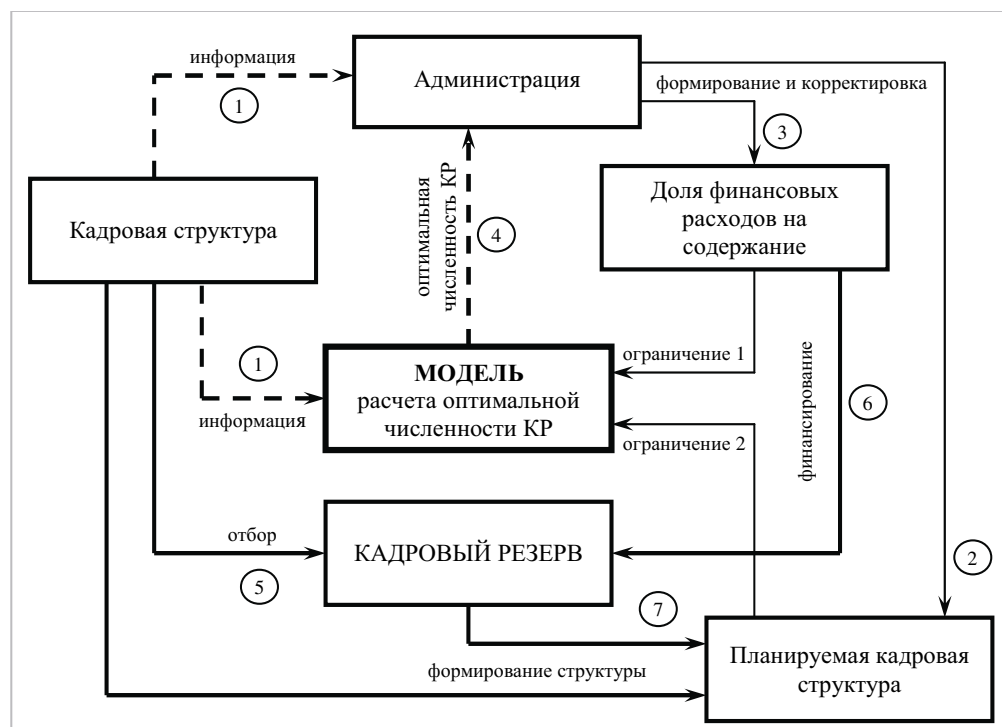 информация
1
Администрация
формирование и корректировка
3
Доля финансовых
расходов на
содержание
Кадровая структура
оптимальная
численность КР
4
1
информация
МОДЕЛЬ
расчета оптимальной
численности КР
ограничение 1
ограничение 2
финансирование
6
отбор
5
КАДРОВЫЙ РЕЗЕРВ
2
7
формирование структуры
Планируемая кадровая
структура